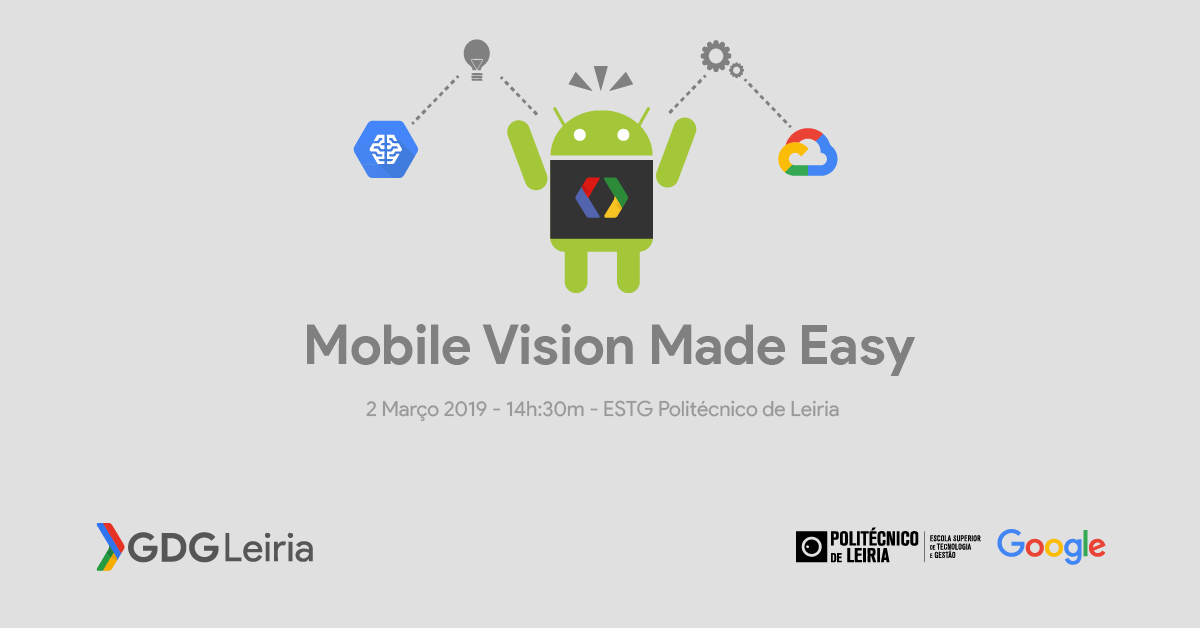 Mobile Vision Made Easy
2 Março 2019 - 14h:30m - ESTG Politécnico de Leiria
GDG Leiria
POLITÉCNICO
DE LEIRIA
ESCOLA SUPERIOR
DE TECNOLOGIA
E GESTÃO
Google